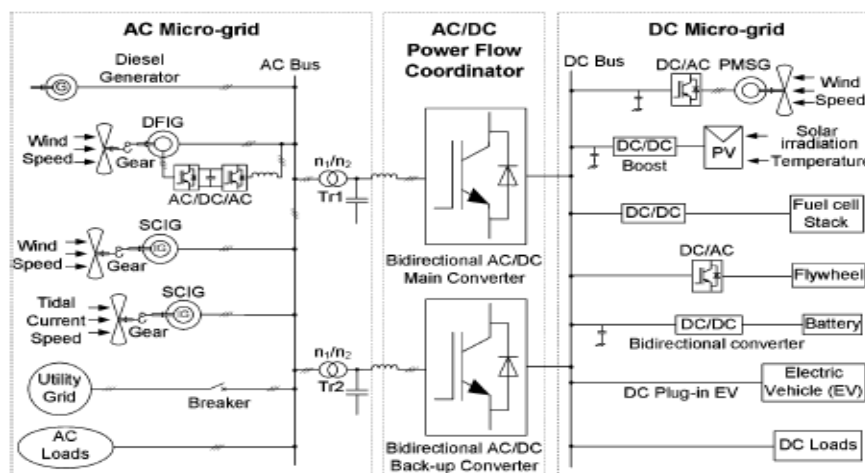 AC Micro-grid
Diesel
Generator
G
AC Bus
DFIG
Wind
Speed
Gear
AC/DC/AC
SCIG
IG
Wind
Speed
Gear
SCIG
IG
Tidal
Current
Speed
Gear
Utility
Grid
Breaker
AC
Loads
AC/DC
Power Flow
Coordinator
n1/n2
Tr1
Bidirectional AC/DC
Main Converter
n1/n2
Tr2
Bidirectional AC/DC
Back-up Converter
DC Micro-grid
DC Bus
DC/AC
PMSG
Wind
Speed
DC/DC
Boost
PV
Solar
irradiation
Temperature
DC/DC
Fuel cell
Stack
DC/AC
Flywheel
DC/DC
Battery
Bidirectional converter
DC Plug-in EV
Electric
Vehicle (EV)
DC Loads